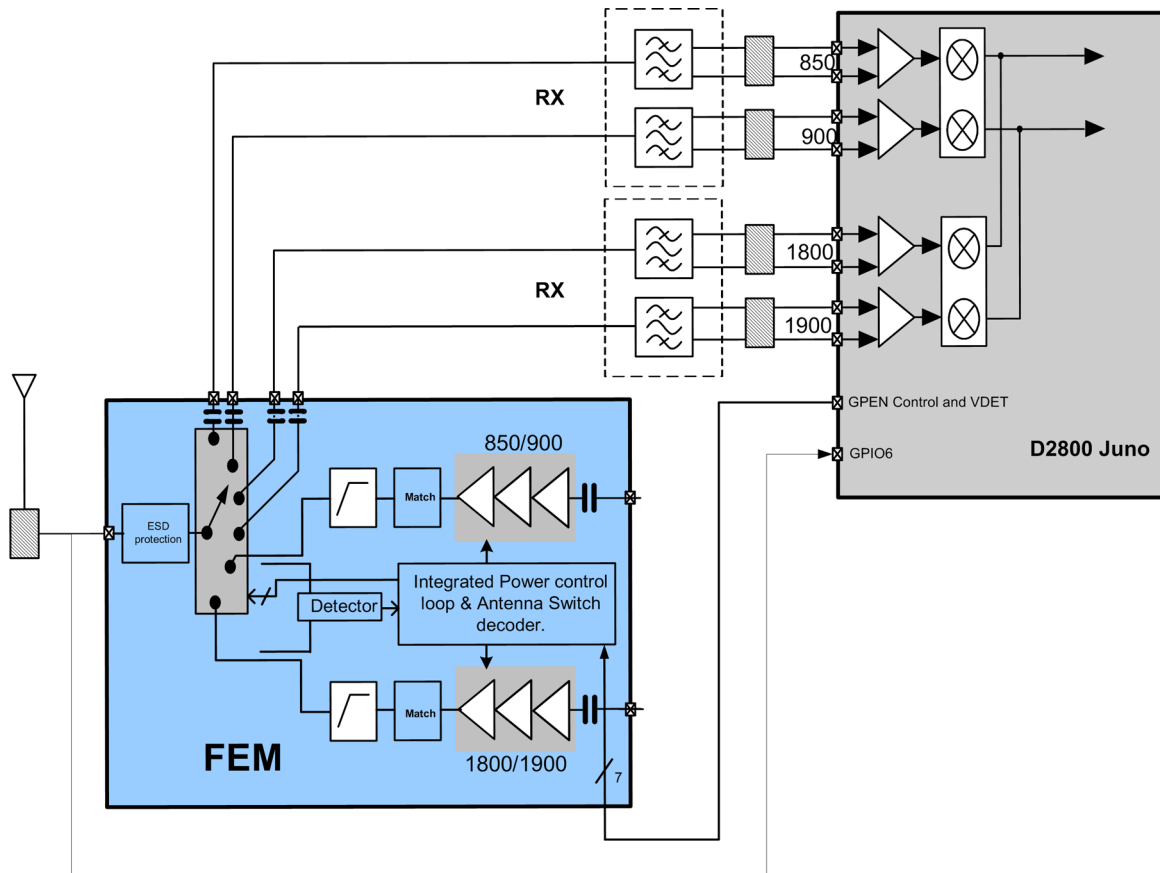 850
RX
900
1800
RX
1900
GPEN Control and VDET
850/900
D2800 Juno
GPIO6
Match
ESD
protection
Integrated Power control
loop & Antenna Switch
decoder.
Detector
Match
FEM
1800/1900
7